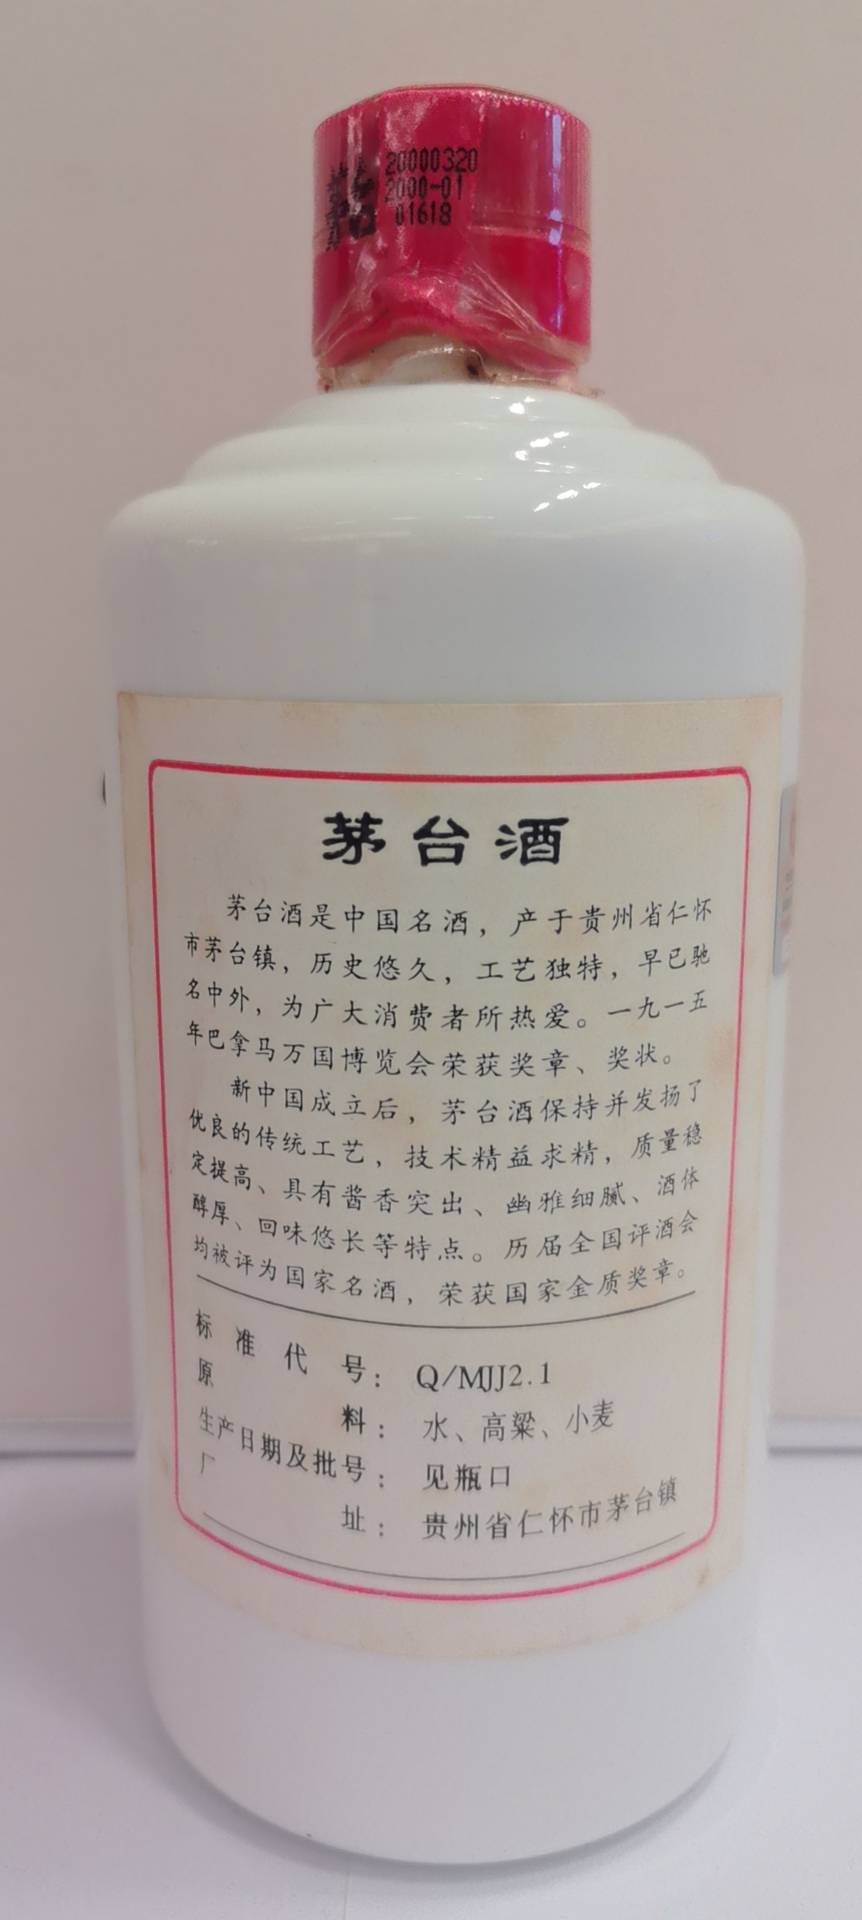 20000320
2000-01
01618
茅台酒
茅台酒是中国名酒，产于贵州省仁怀
市茅台镇，历史悠久，工艺独特，早已驰
名中外，为广大消费者所热爱。一九一五
年巴拿马万国博览会荣获奖章、奖状。
新中国成立后，茅台酒保持并发扬了
优良的传统工艺，技术精益求精，质量稳
定提高、具有酱香突出、幽雅细腻、酒体
醇厚、回味悠长等特点。历届全国评酒会
均被评为国家名酒，荣获国家金质奖章。
标准代号：Q/MJJ2.1
原料：水、高粱、小麦
生产日期及批号：见瓶口
厂址：贵州省仁怀市茅台镇